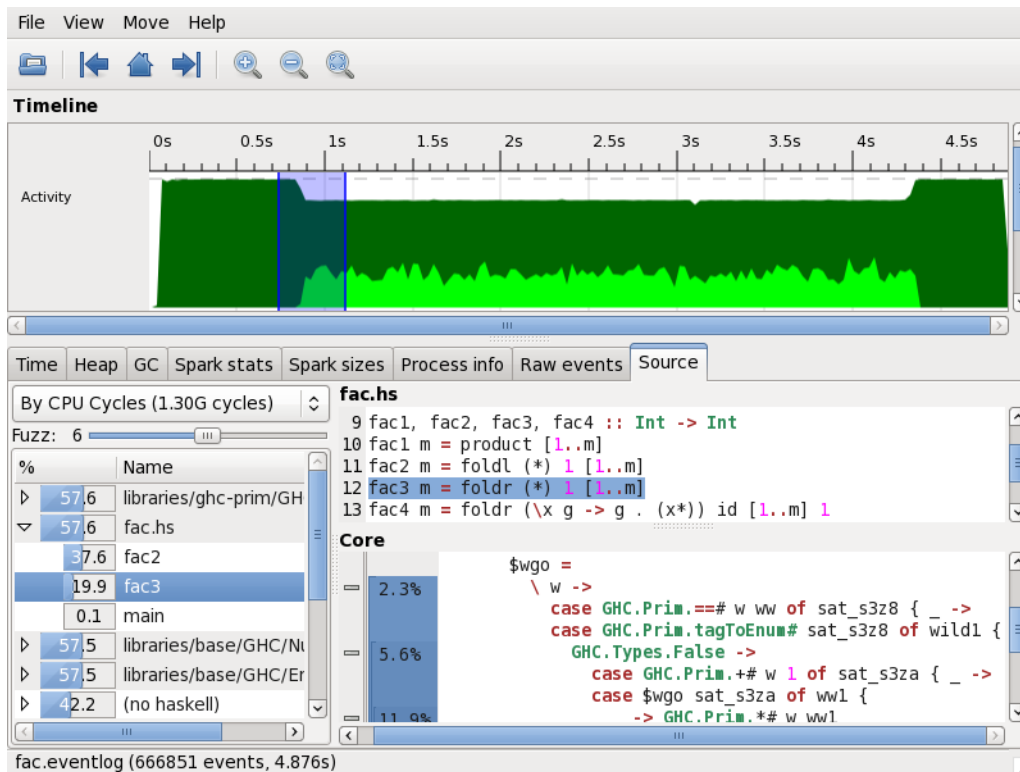 File View Move Help
Timeline
0s 0.5s 1s 1.5s 2s 2.5s 3s 3.5s 4s 4.5s
Activity
Time Heap GC Spark stats Spark sizes Process info Raw events Source
By CPU Cycles (1.30G cycles)
Fuzz: 6
% Name
57.6 libraries/ghc-prim/GH
57.6 fac.hs
37.6 fac2
19.9 fac3
0.1 main
57.5 libraries/base/GHC/Nu
57.5 libraries/base/GHC/Er
42.2 (no haskell)
fac.hs
9 fac1, fac2, fac3, fac4 :: Int -> Int
10 fac1 m = product [1..m]
11 fac2 m = foldl (*) 1 [1..m]
12 fac3 m = foldr (*) 1 [1..m]
13 fac4 m = foldr (\x g -> g . (x*)) id [1..m] 1
Core
$wgo =
2.3% \ w ->
case GHC.Prim.==# w ww of sat_s3z8 { _ ->
case GHC.Prim.tagToEnum# sat_s3z8 of wild1 {
5.6% GHC.Types.False ->
case GHC.Prim.+# w 1 of sat_s3za { _ ->
case $wgo sat_s3za of ww1 {
11.9% -> GHC.Prim.*# w ww1
fac.eventlog (666851 events, 4.876s)